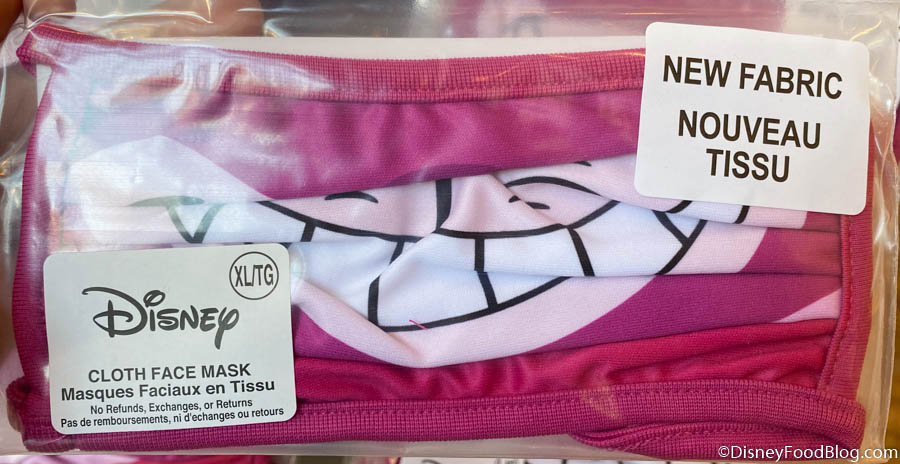 NEW FABRIC
NOUVEAU
TISSU
XL/TG
Disney
CLOTH FACE MASK
Masques Faciaux en Tissu
No Refunds, Exchanges, or Returns
Pas de remboursements, ni d'echanges ou retours
©DisneyFoodBlog.com